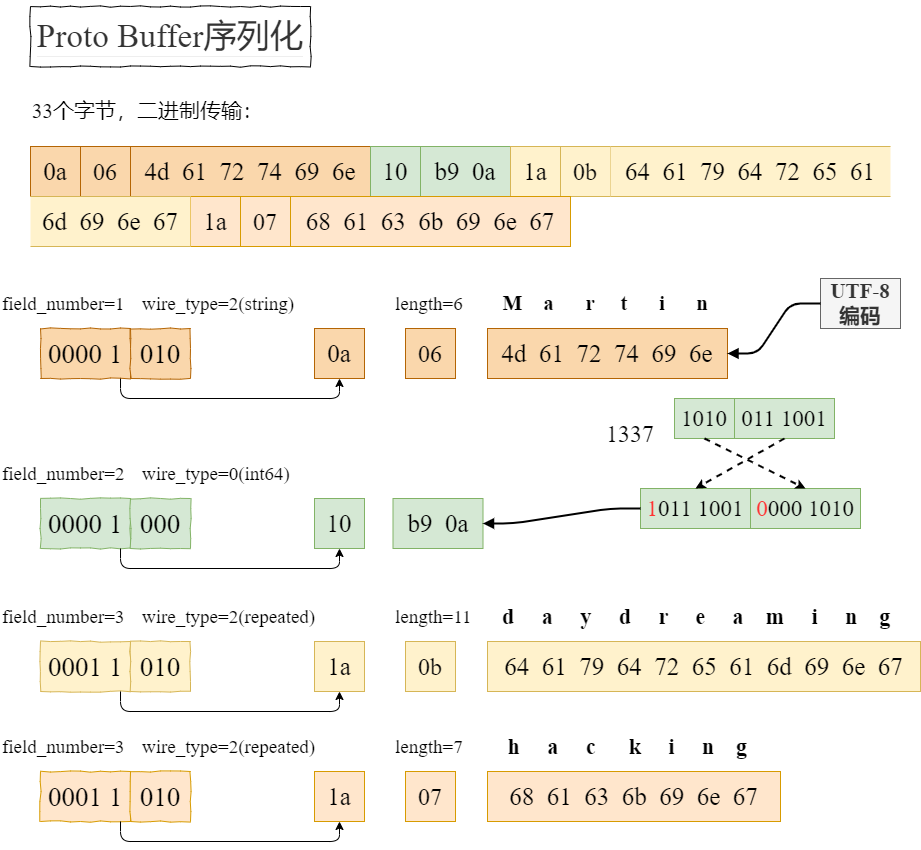 Proto Buffer序列化
33个字节，二进制传输：
0a 06 4d 61 72 74 69 6e 10 b9 0a 1a 0b 64 61 79 64 72 65 61
6d 69 6e 67 1a 07 68 61 63 6b 69 6e 67
field_number=1 wire_type=2(string) length=6 M a r t i n
UTF-8
编码
0000 1 010 0a 06 4d 61 72 74 69 6e
1337 1010 011 1001
field_number=2 wire_type=0(int64)
1011 1001 0000 1010
0000 1 000 10 b9 0a
field_number=3 wire_type=2(repeated) length=11 d a y d r e a m i n g
0001 1 010 1a 0b 64 61 79 64 72 65 61 6d 69 6e 67
field_number=3 wire_type=2(repeated) length=7 h a c k i n g
0001 1 010 1a 07 68 61 63 6b 69 6e 67